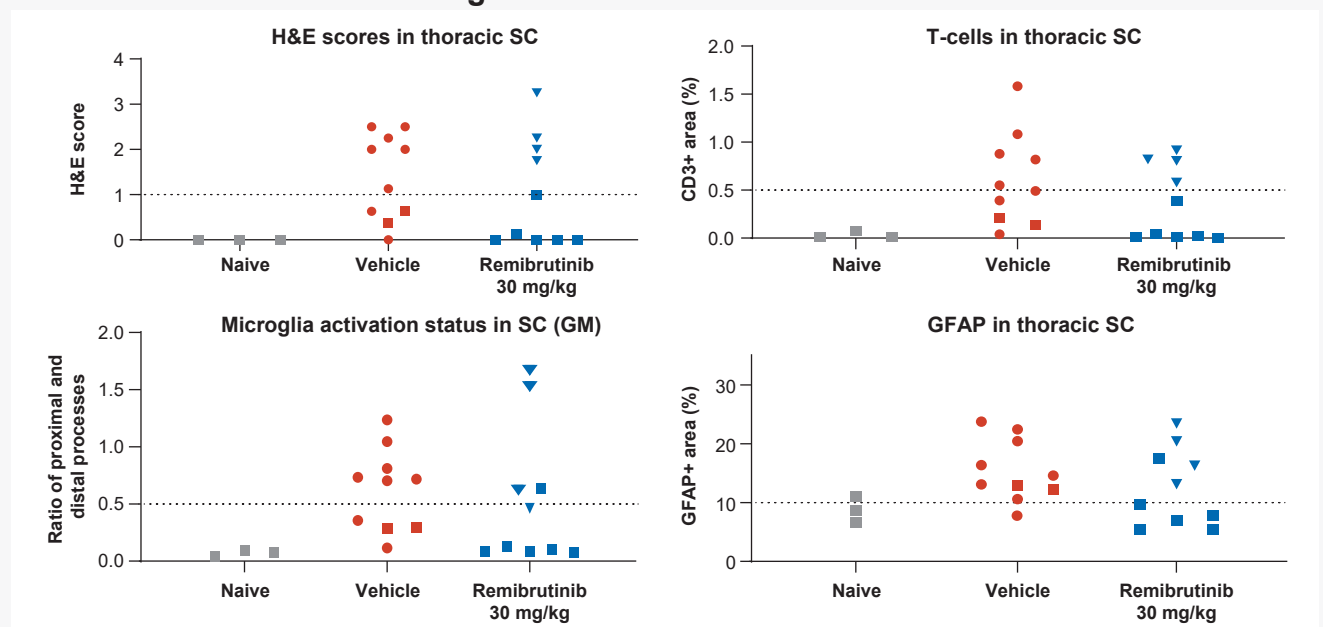 H&E scores in thoracic SC
H&E score
4
3
2
1
0
Naive
Vehicle
Remibrutinib
30 mg/kg
T-cells in thoracic SC
CD3+ area (%)
2.0
1.5
1.0
0.5
0.0
Naive
Vehicle
Remibrutinib
30 mg/kg
Microglia activation status in SC (GM)
Ratio of proximal and
distal processes
2.0
1.5
1.0
0.5
0.0
Naive
Vehicle
Remibrutinib
30 mg/kg
GFAP in thoracic SC
GFAP+ area (%)
30
20
10
0
Naive
Vehicle
Remibrutinib
30 mg/kg